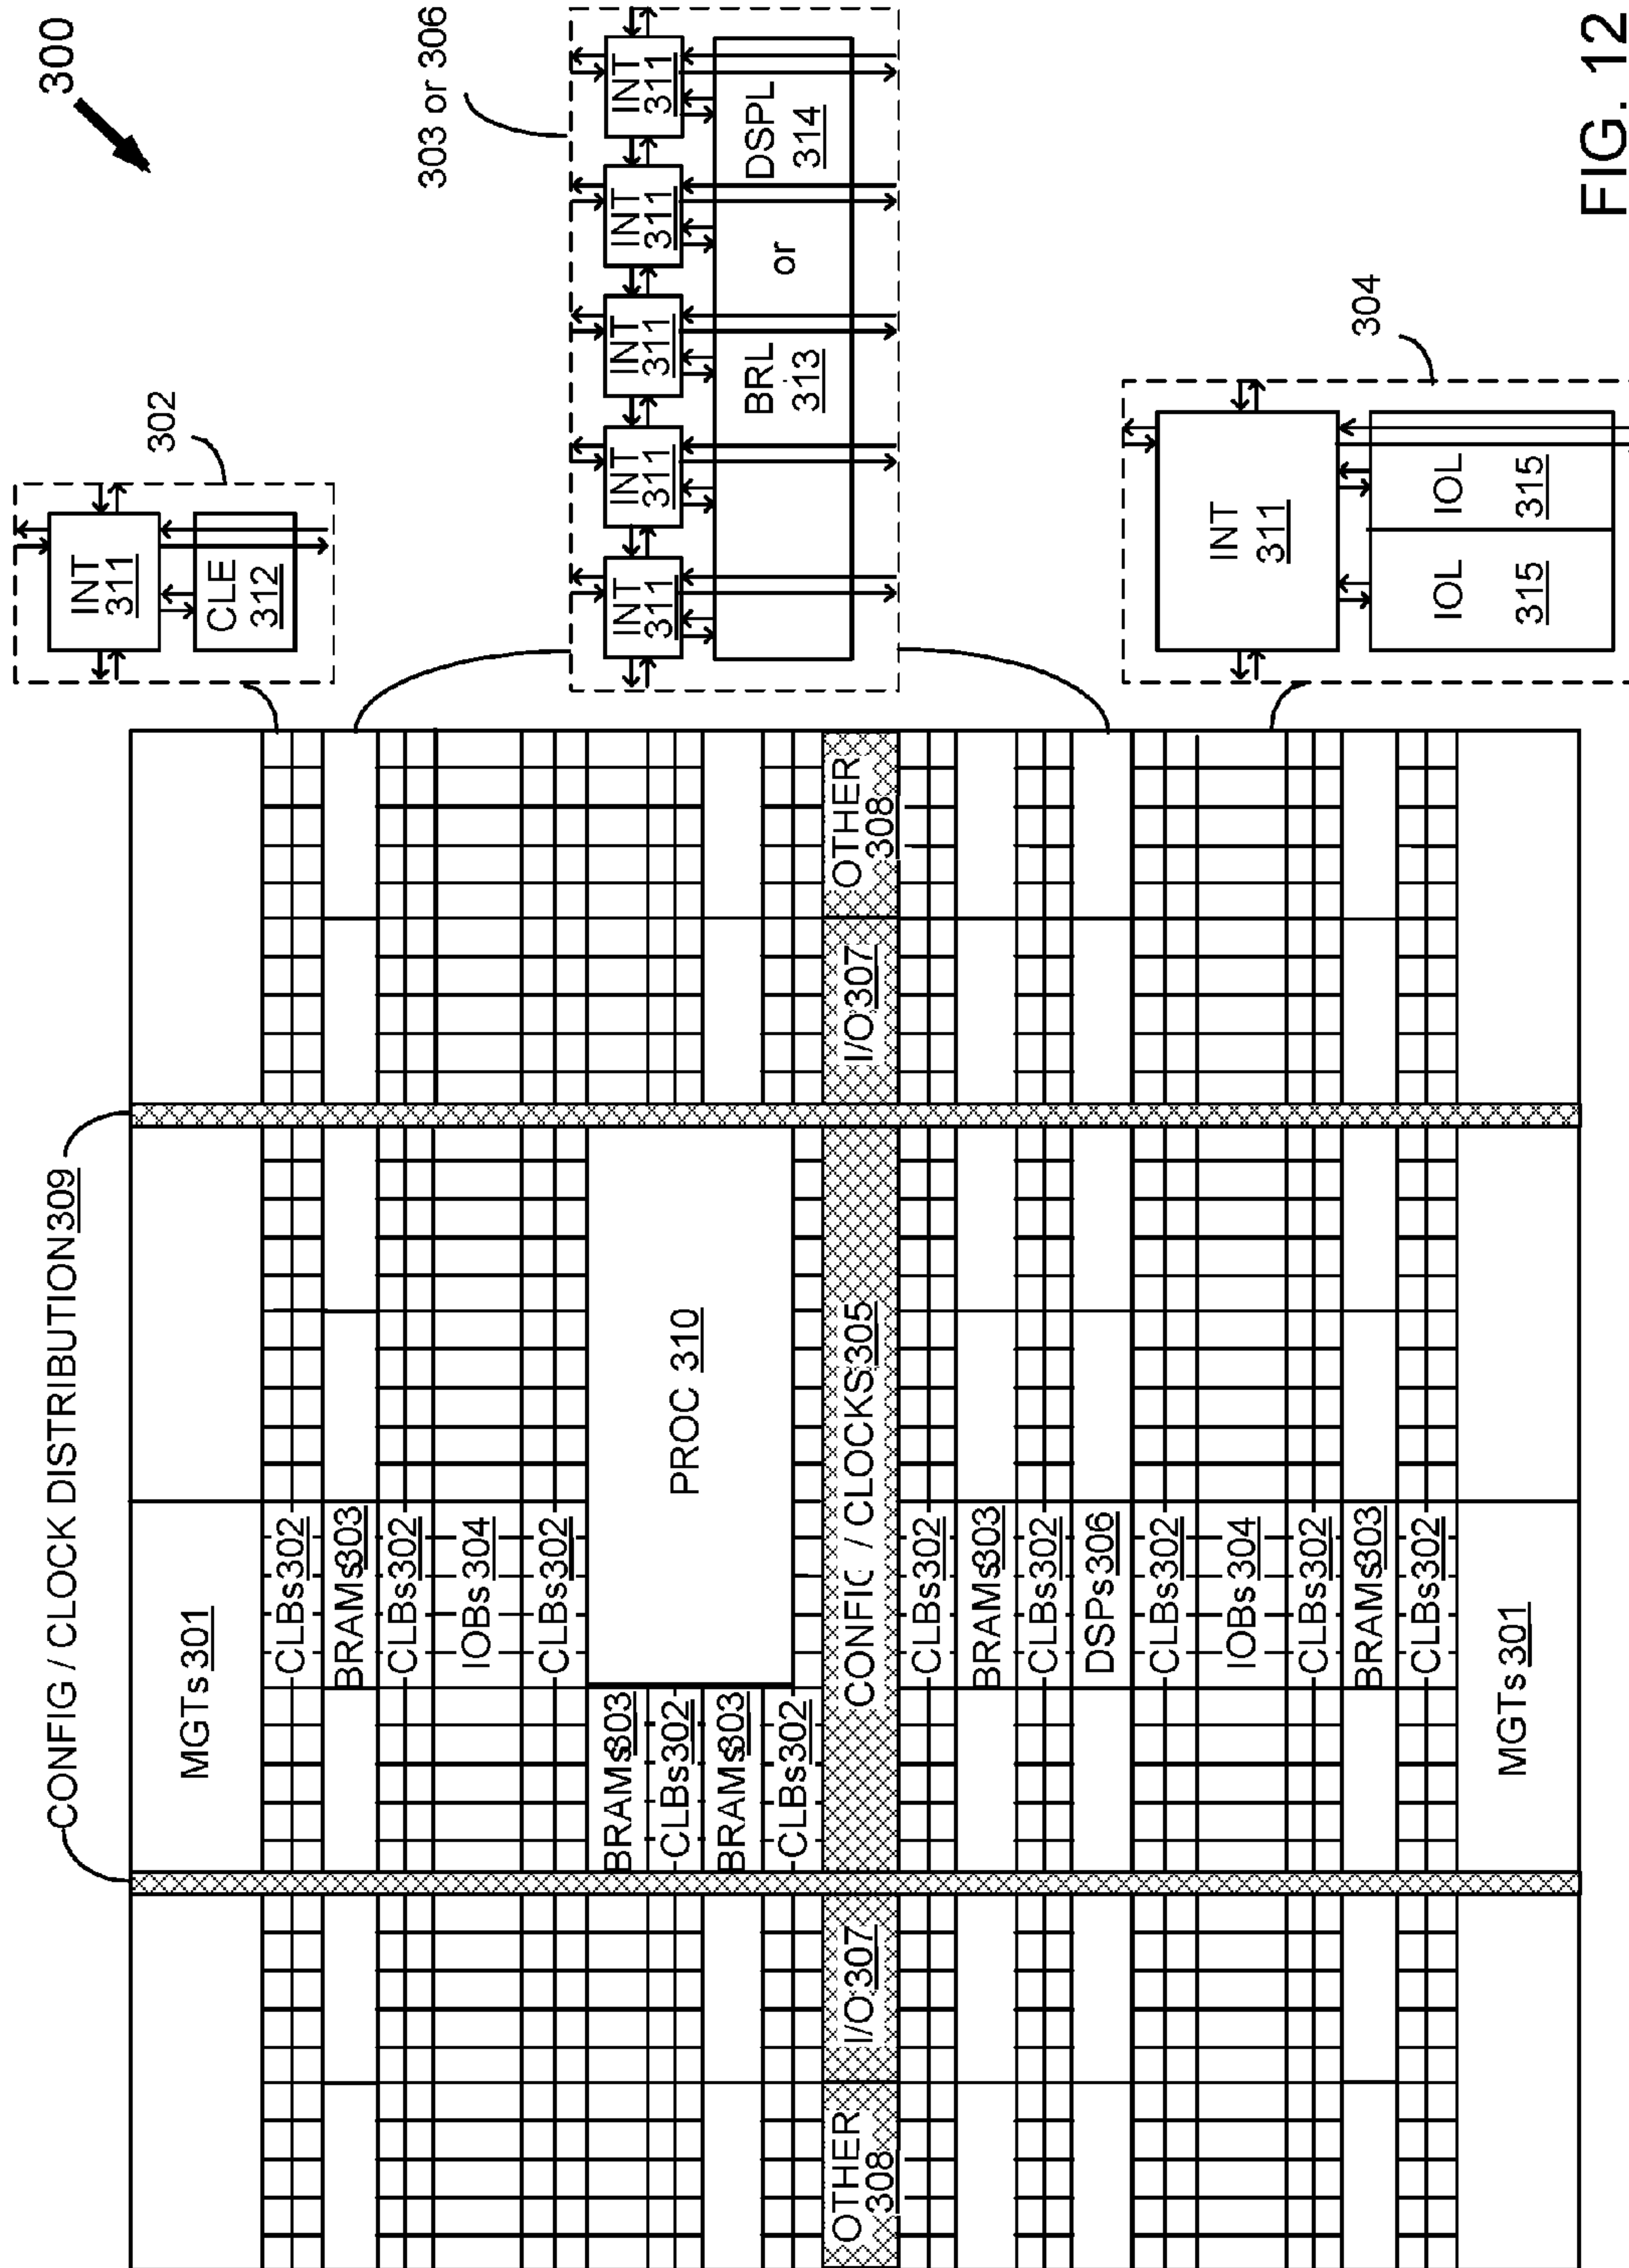 300
CONFIG / CLOCK DISTRIBUTION 309
MGTs 301
CLBs 302
BRAMs 303
CLBs 302
IOBs 304
CLBs 302
BRAMs 303
CLBs 302
BRAMs 303
CLBs 302
PROC 310
OTHER
308
I/O 307
CONFIG / CLOCKS 305
I/O 307
OTHER
308
CLBs 302
BRAMs 303
CLBs 302
DSPs 306
CLBs 302
IOBs 304
CLBs 302
BRAMs 303
CLBs 302
MGTs 301
302
INT
311
CLE
312
303 or 306
INT
311
INT
311
INT
311
INT
311
INT
311
BRL
313
or
DSPL
314
304
INT
311
IOL
315
IOL
315
FIG. 12